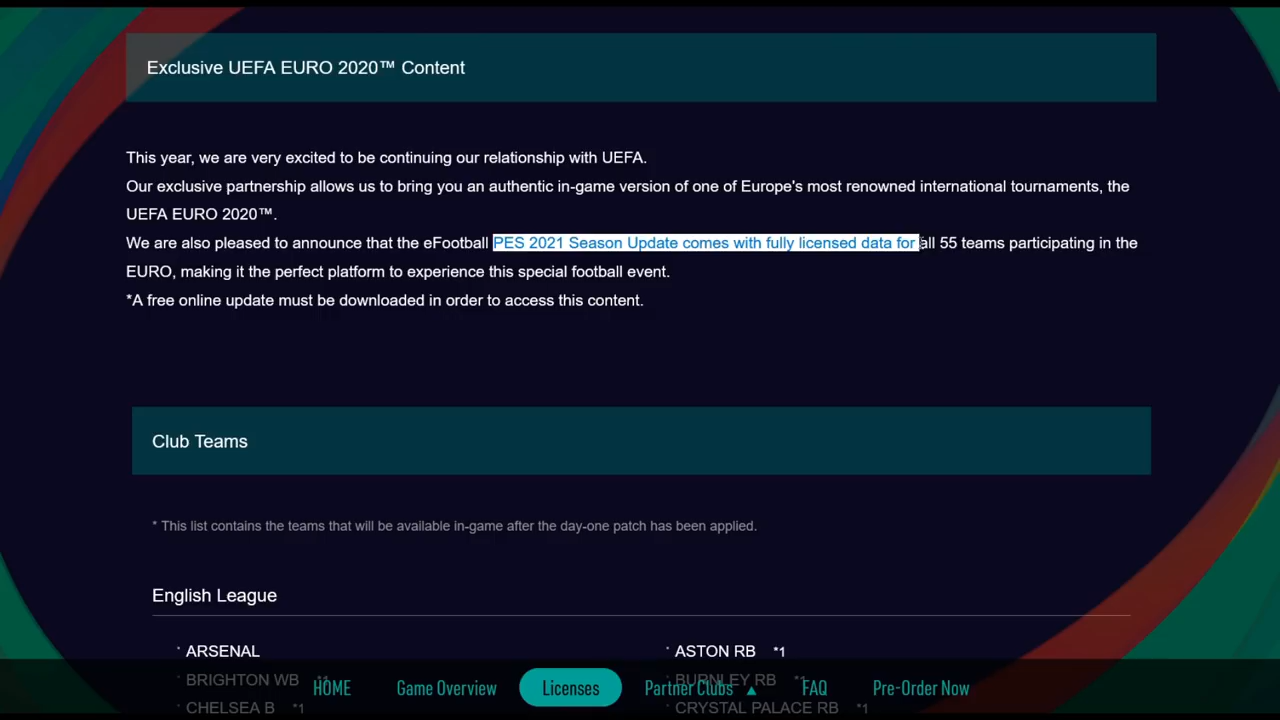 Exclusive UEFA EURO 2020™ Content
This year, we are very excited to be continuing our relationship with UEFA.
Our exclusive partnership allows us to bring you an authentic in-game version of one of Europe's most renowned international tournaments, the
UEFA EURO 2020™.
We are also pleased to announce that the eFootball PES 2021 Season Update comes with fully licensed data for all 55 teams participating in the
EURO, making it the perfect platform to experience this special football event.
*A free online update must be downloaded in order to access this content.
Club Teams
* This list contains the teams that will be available in-game after the day-one patch has been applied.
English League
ARSENAL
ASTON RB *1
BRIGHTON WB
BURNLEY RB
CHELSEA B *1
CRYSTAL PALACE RB *1
HOME Game Overview Licenses Partner Clubs ▲ FAQ Pre-Order Now